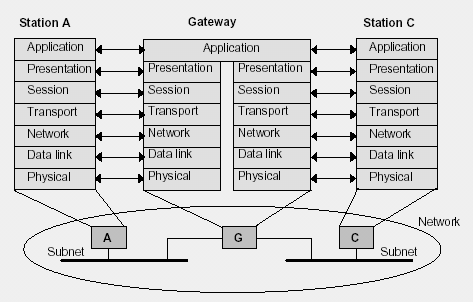 Station A Gateway Station C
Application Application Application
Presentation Presentation Presentation Presentation
Session Session Session Session
Transport Transport Transport Transport
Network Network Network Network
Data link Data link Data link Data link
Physical Physical Physical Physical
Network
A G C
Subnet Subnet